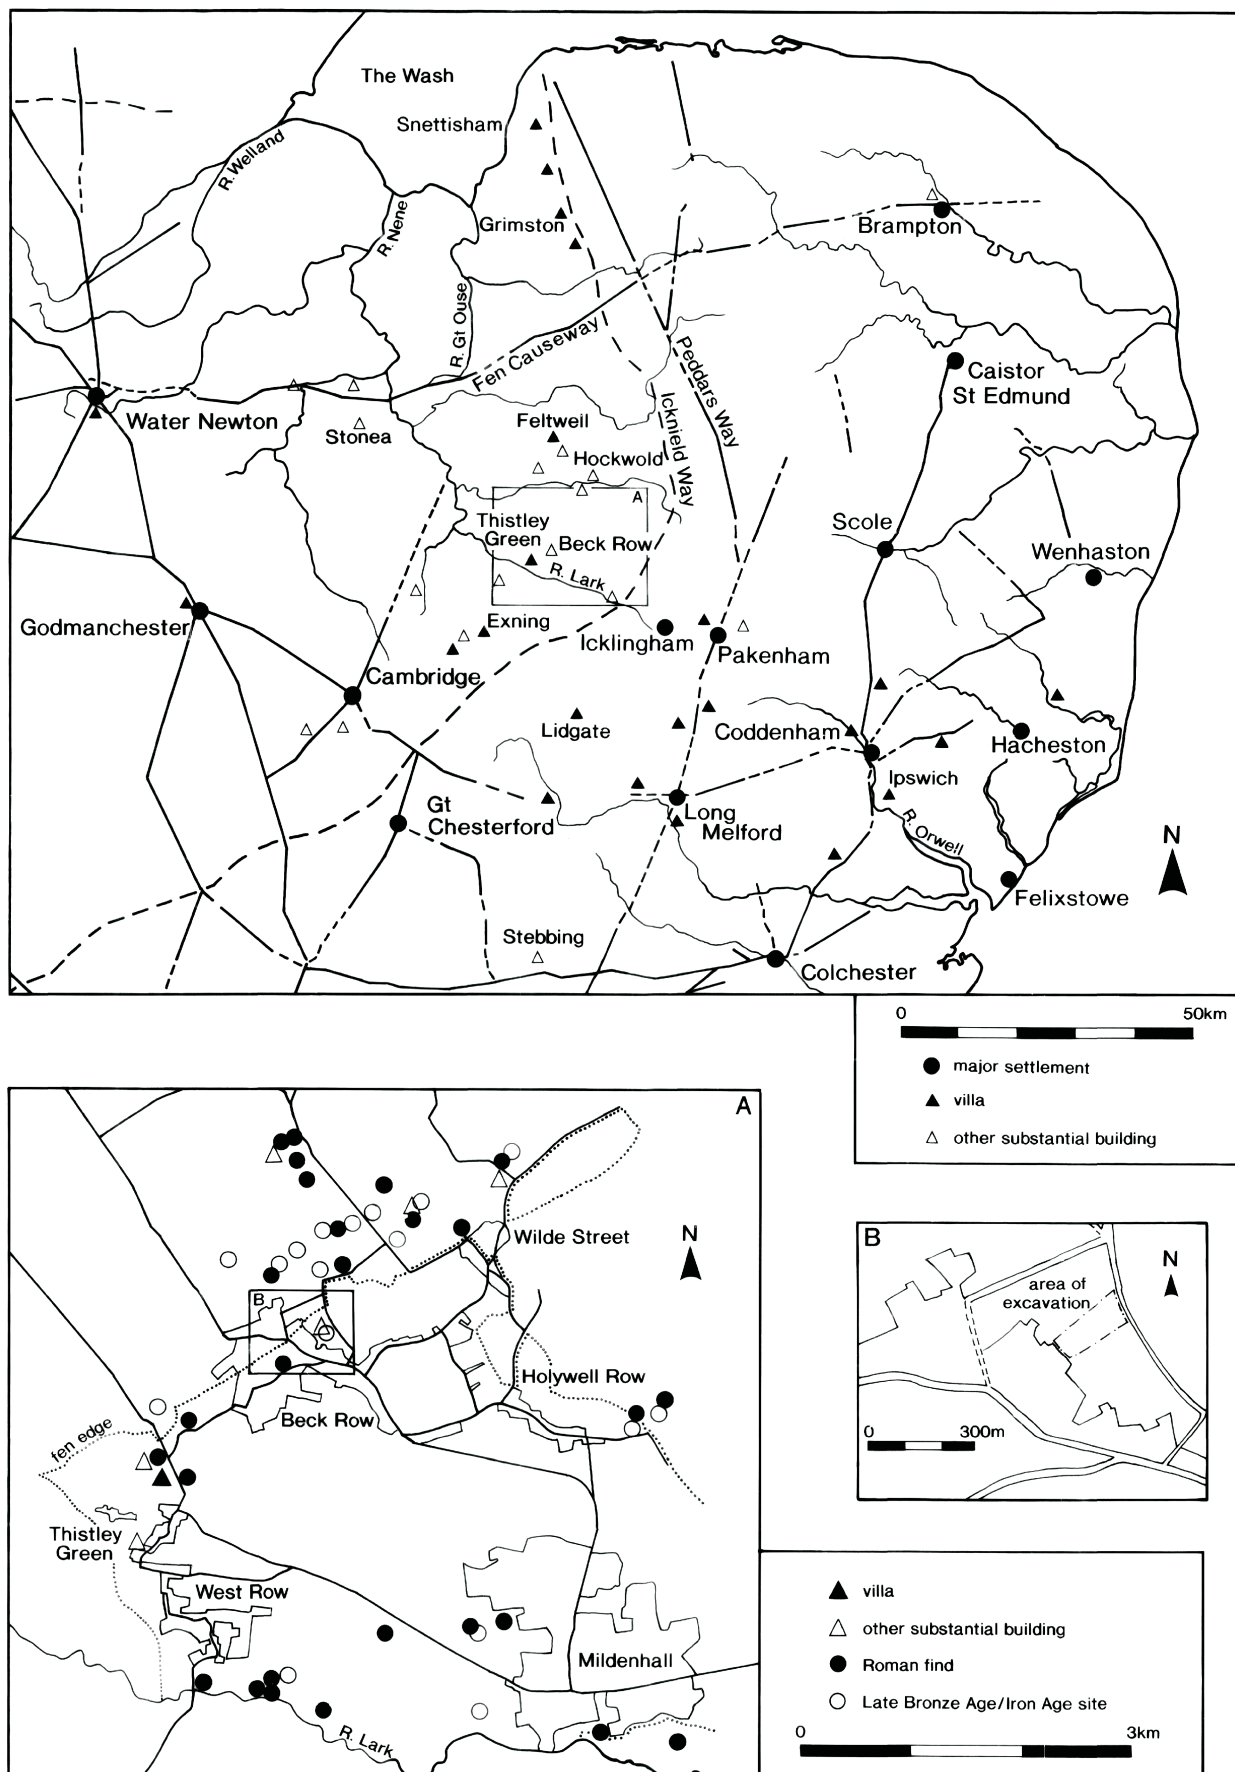 The Wash
Snettisham
R. Welland
R. Nene
Grimston
Brampton
R. Gt Ouse
Fen Causeway
Peddars Way
Icknield Way
Caistor
St Edmund
Water Newton
Stonea
Feltwell
Hockwold
A
Thistley
Green
Beck Row
R. Lark
Scole
Wenhaston
Godmanchester
Exning
Icklingham
Pakenham
Cambridge
Lidgate
Coddenham
Hacheston
Ipswich
Gt
Chesterford
Long
Melford
R. Orwell
N
Felixstowe
Stebbing
Colchester
0 50km
major settlement
villa
other substantial building
A
Wilde Street
N
B
Holywell Row
Beck Row
fen edge
Thistley
Green
West Row
Mildenhall
R. Lark
B
N
area of
excavation
0 300m
villa
other substantial building
Roman find
Late Bronze Age/Iron Age site
0 3km